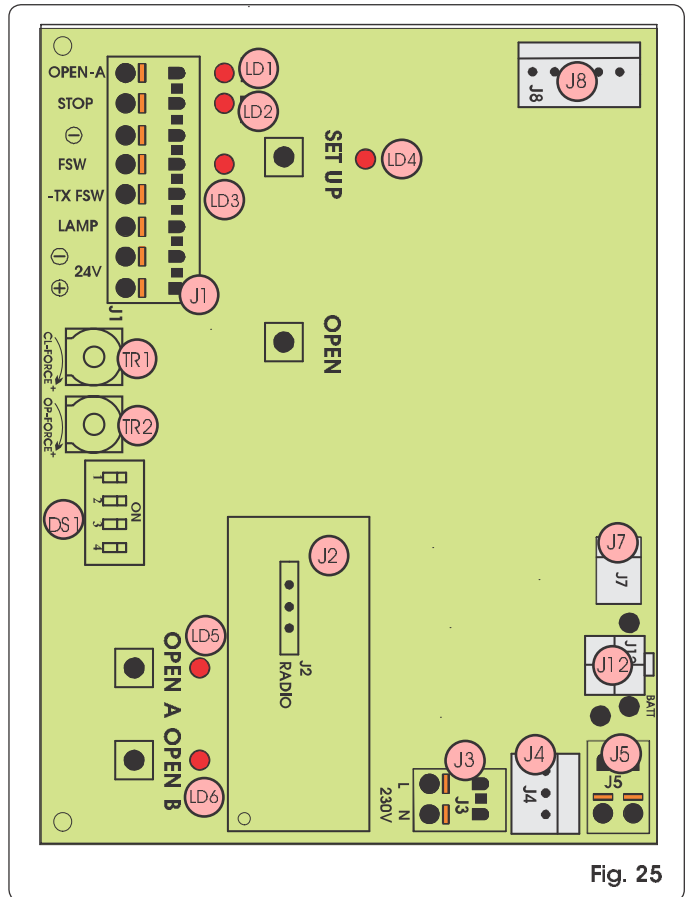 OPEN-A
LD1
J8
J8
STOP
LD2
⊖
FSW
SET UP
LD4
-TX FSW
LD3
LAMP
⊖
24V
⊕
J1
J1
OPEN
CL-FORCE +
TR1
OP-FORCE +
TR2
DS1
1
2
3
4
ON
J2
J7
J7
LD5
OPEN A
J2
RADIO
J12
BATT
OPEN B
LD6
J3
J4
J5
L
N
230V
J3
J4
J5
Fig. 25